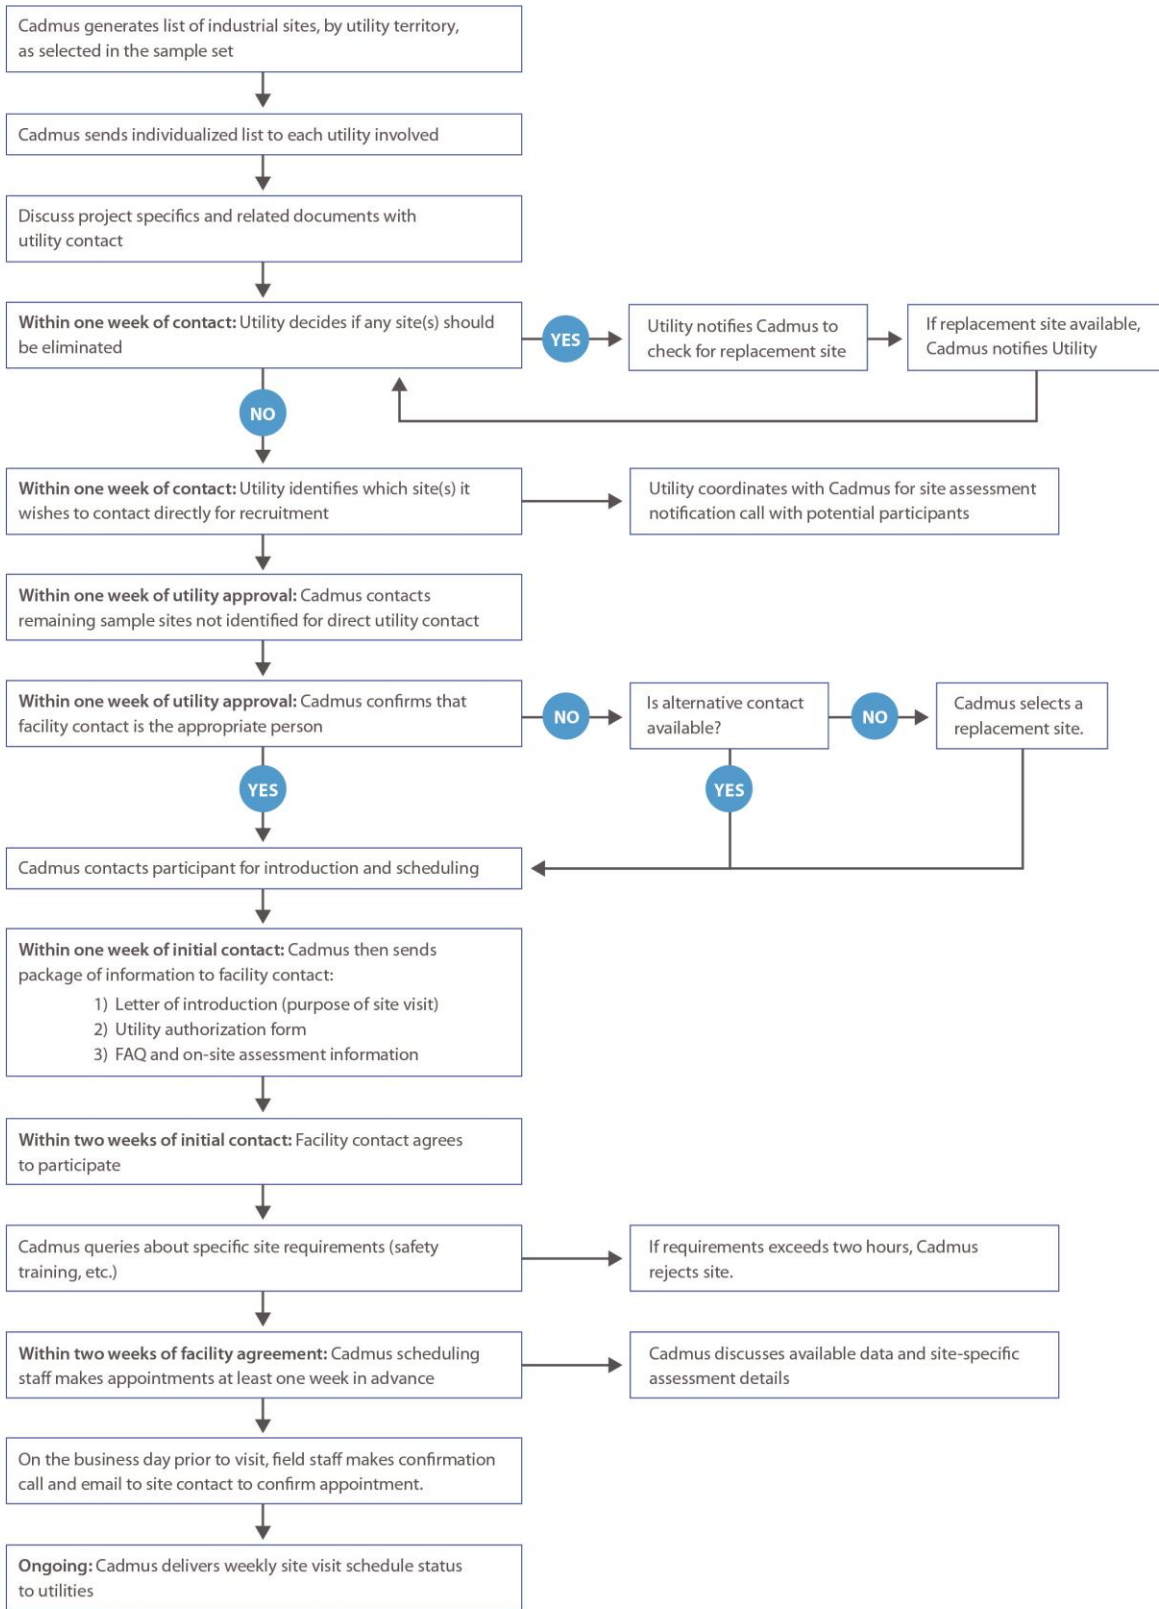 Cadmus generates list of industrial sites, by utility territory,
as selected in the sample set
Cadmus sends individualized list to each utility involved
Discuss project specifics and related documents with
utility contact
Within one week of contact: Utility decides if any site(s) should
be eliminated
YES
Utility notifies Cadmus to
check for replacement site
If replacement site available,
Cadmus notifies Utility
NO
Within one week of contact: Utility identifies which site(s) it
wishes to contact directly for recruitment
Utility coordinates with Cadmus for site assessment
notification call with potential participants
Within one week of utility approval: Cadmus contacts
remaining sample sites not identified for direct utility contact
Within one week of utility approval: Cadmus confirms that
facility contact is the appropriate person
NO
Is alternative contact
available?
NO
Cadmus selects a
replacement site.
YES
YES
Cadmus contacts participant for introduction and scheduling
Within one week of initial contact: Cadmus then sends
package of information to facility contact:
1) Letter of introduction (purpose of site visit)
2) Utility authorization form
3) FAQ and on-site assessment information
Within two weeks of initial contact: Facility contact agrees
to participate
Cadmus queries about specific site requirements (safety
training, etc.)
If requirements exceeds two hours, Cadmus
rejects site.
Within two weeks of facility agreement: Cadmus scheduling
staff makes appointments at least one week in advance
Cadmus discusses available data and site-specific
assessment details
On the business day prior to visit, field staff makes confirmation
call and email to site contact to confirm appointment.
Ongoing: Cadmus delivers weekly site visit schedule status
to utilities